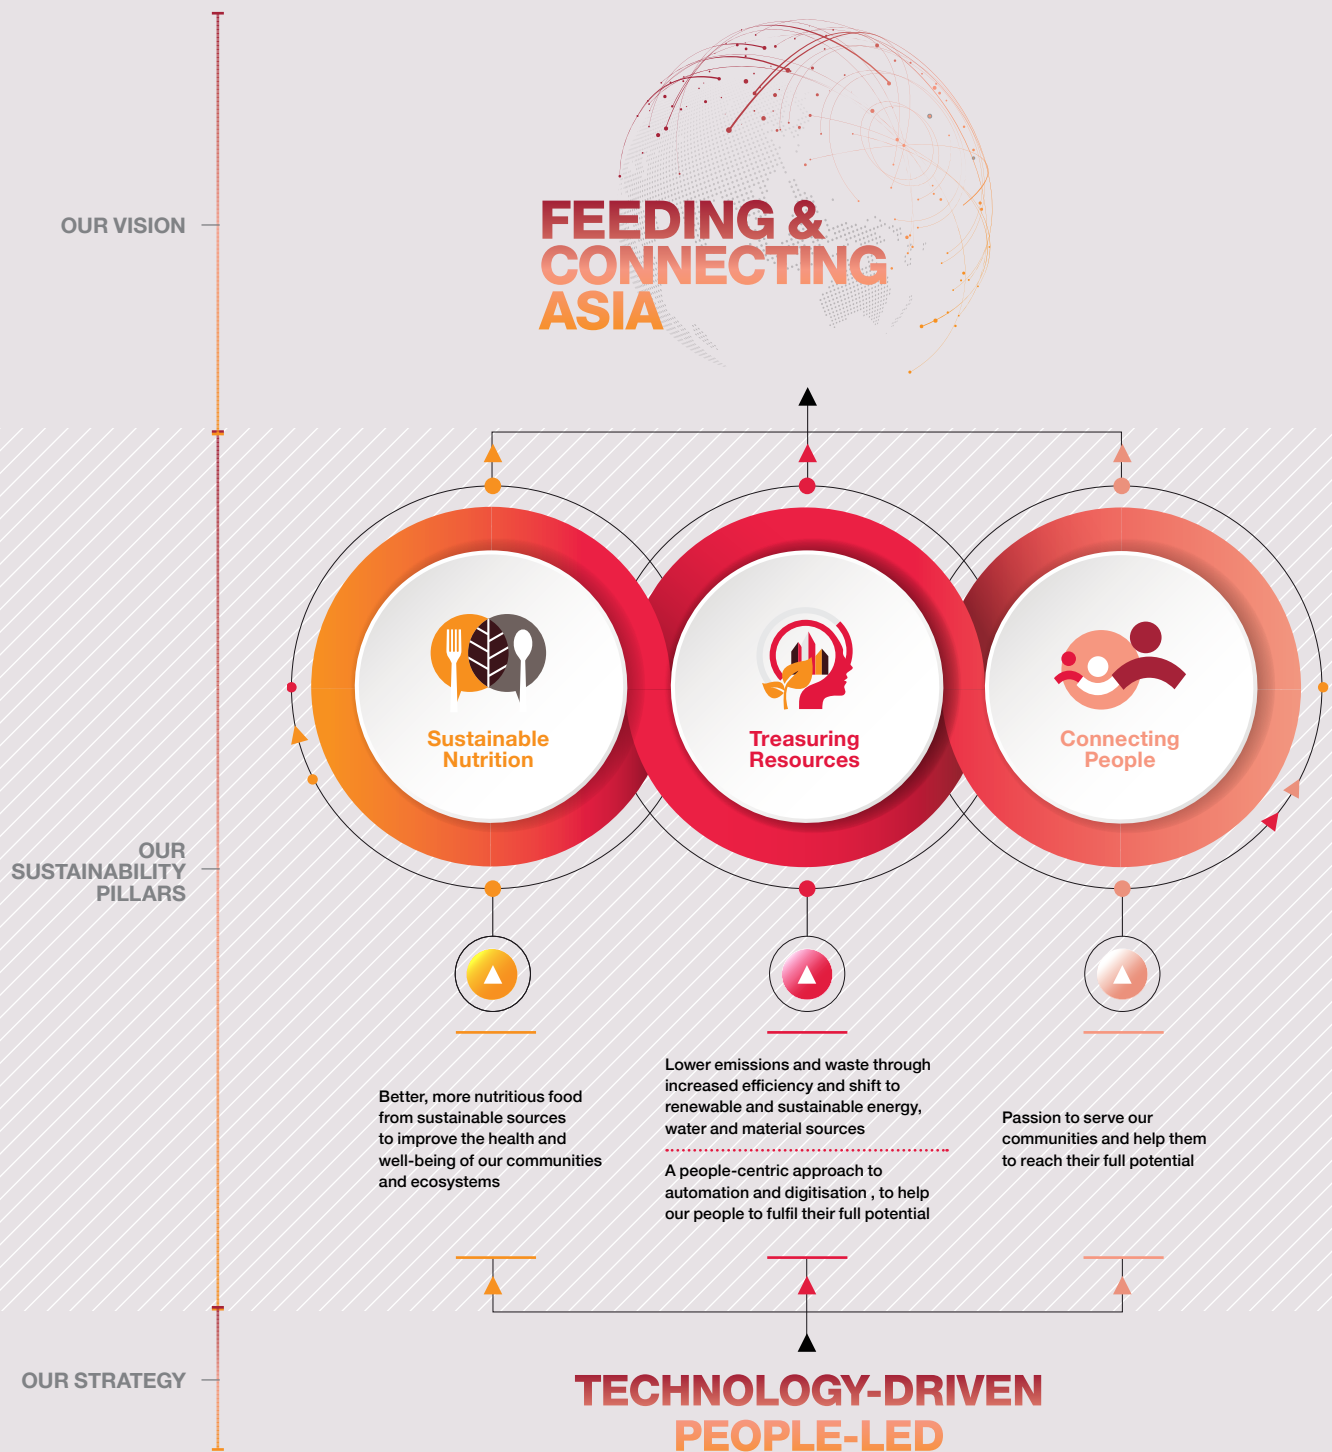 OUR VISION
FEEDING &
CONNECTING
ASIA
OUR
SUSTAINABILITY
PILLARS
Sustainable
Nutrition
Treasuring
Resources
Connecting
People
Better, more nutritious food
from sustainable sources
to improve the health and
well-being of our communities
and ecosystems
Lower emissions and waste through
increased efficiency and shift to
renewable and sustainable energy,
water and material sources
A people-centric approach to
automation and digitisation , to help
our people to fulfil their full potential
Passion to serve our
communities and help them
to reach their full potential
OUR STRATEGY
TECHNOLOGY-DRIVEN
PEOPLE-LED